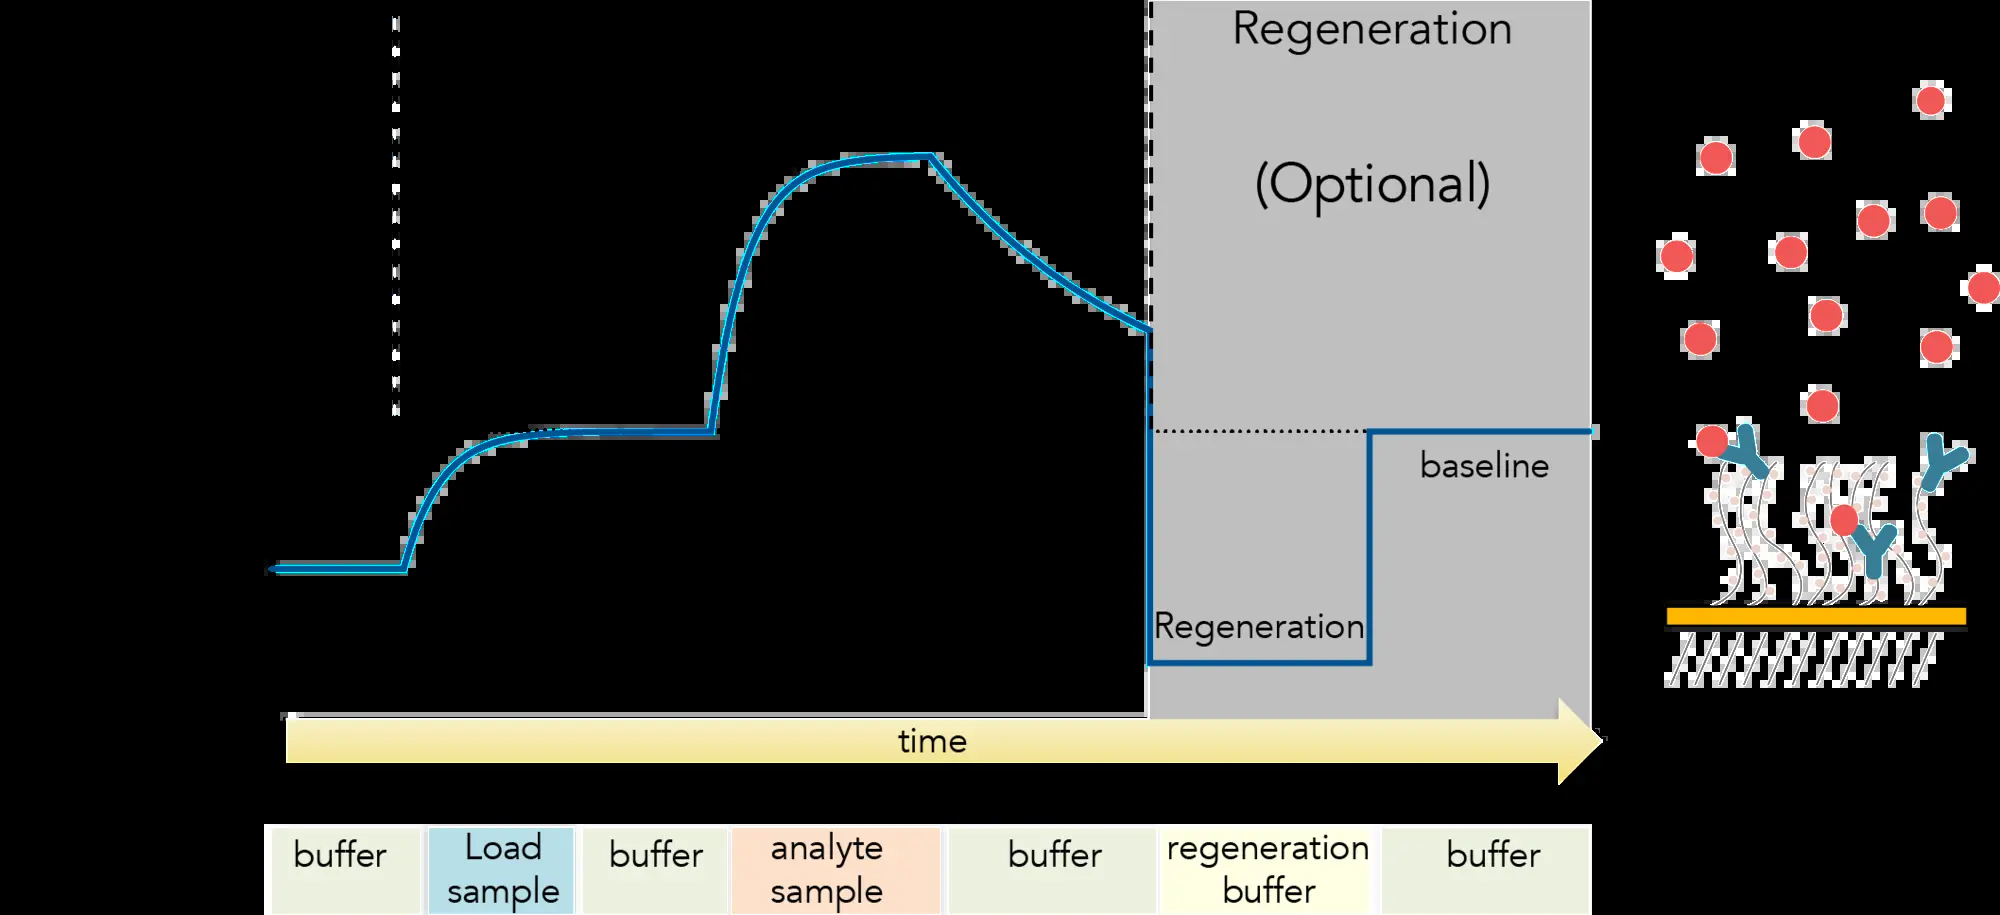 Regeneration
(Optional)
baseline
Regeneration
time
buffer
Load
sample
buffer
analyte
sample
buffer
regeneration
buffer
buffer